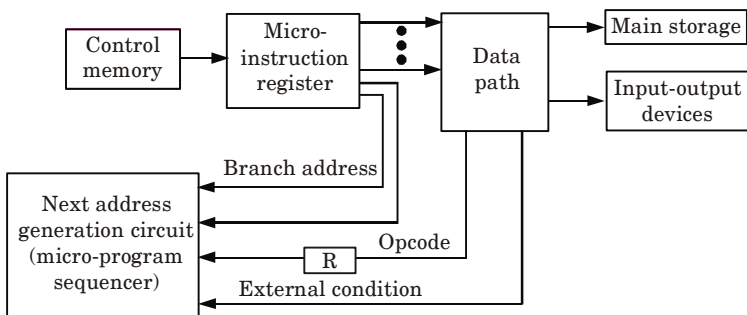 Control
memory
Micro-
instruction
register
Data
path
Main storage
Input-output
devices
Branch address
Next address
generation circuit
(micro-program
sequencer)
Opcode
R
External condition